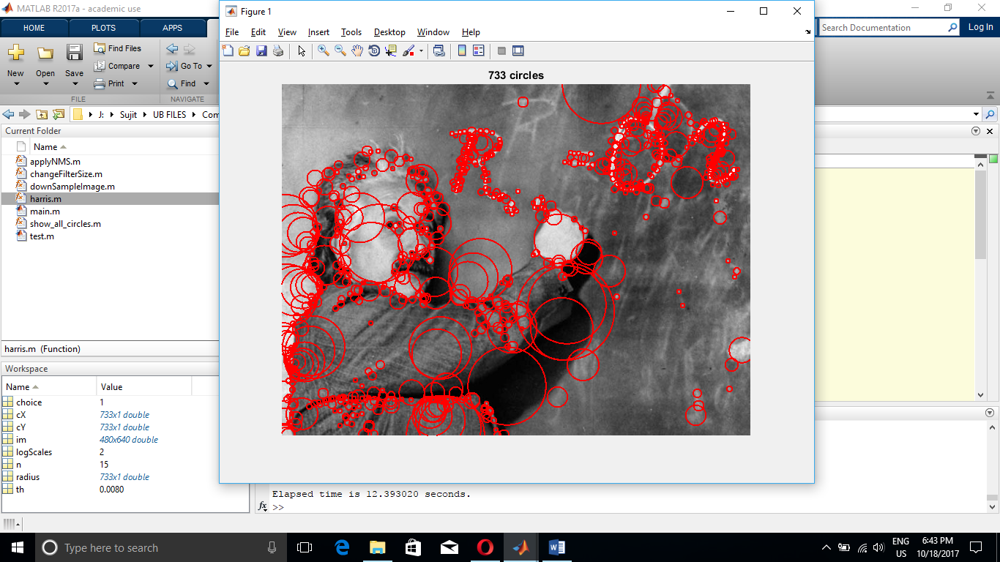 MATLAB R2017a - academic use
HOME PLOTS APPS
Search Documentation
Log In
New Open Save
Find Files
Compare
Print
Go To
Find
FILE NAVIGATE
J: Sujit UB FILES Com
Current Folder
Name
applyNMS.m
changeFilterSize.m
downSampleImage.m
harris.m
main.m
show_all_circles.m
test.m
harris.m (Function)
Workspace
Name Value
choice 1
cX 733x1 double
cY 733x1 double
im 480x640 double
logScales 2
n 15
radius 733x1 double
th 0.0080
Figure 1
File Edit View Insert Tools Desktop Window Help
733 circles
Elapsed time is 12.393020 seconds.
fx >>
Type here to search
ENG
US
6:43 PM
10/18/2017